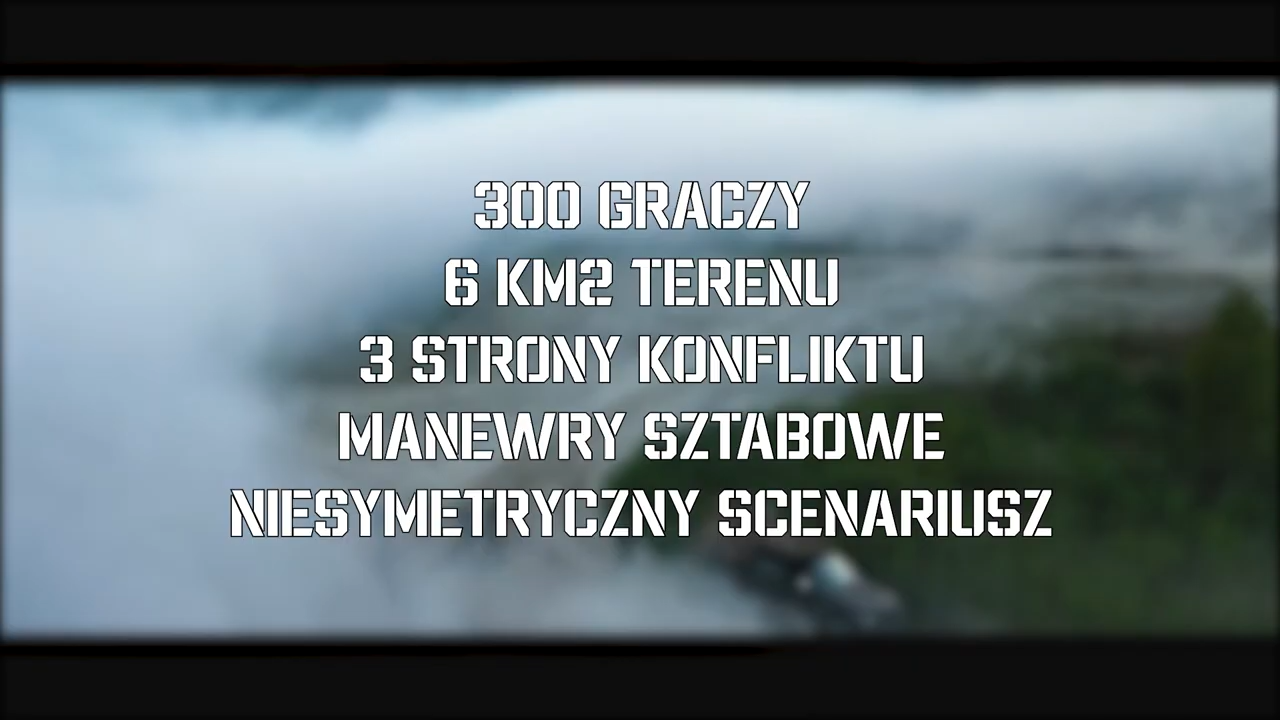 300 GRACZY
6 KM2 TERENU
3 STRONY KONFLIKTU
MANEWRY SZTABOWE
NIESYMETRYCZNY SCENARIUSZ